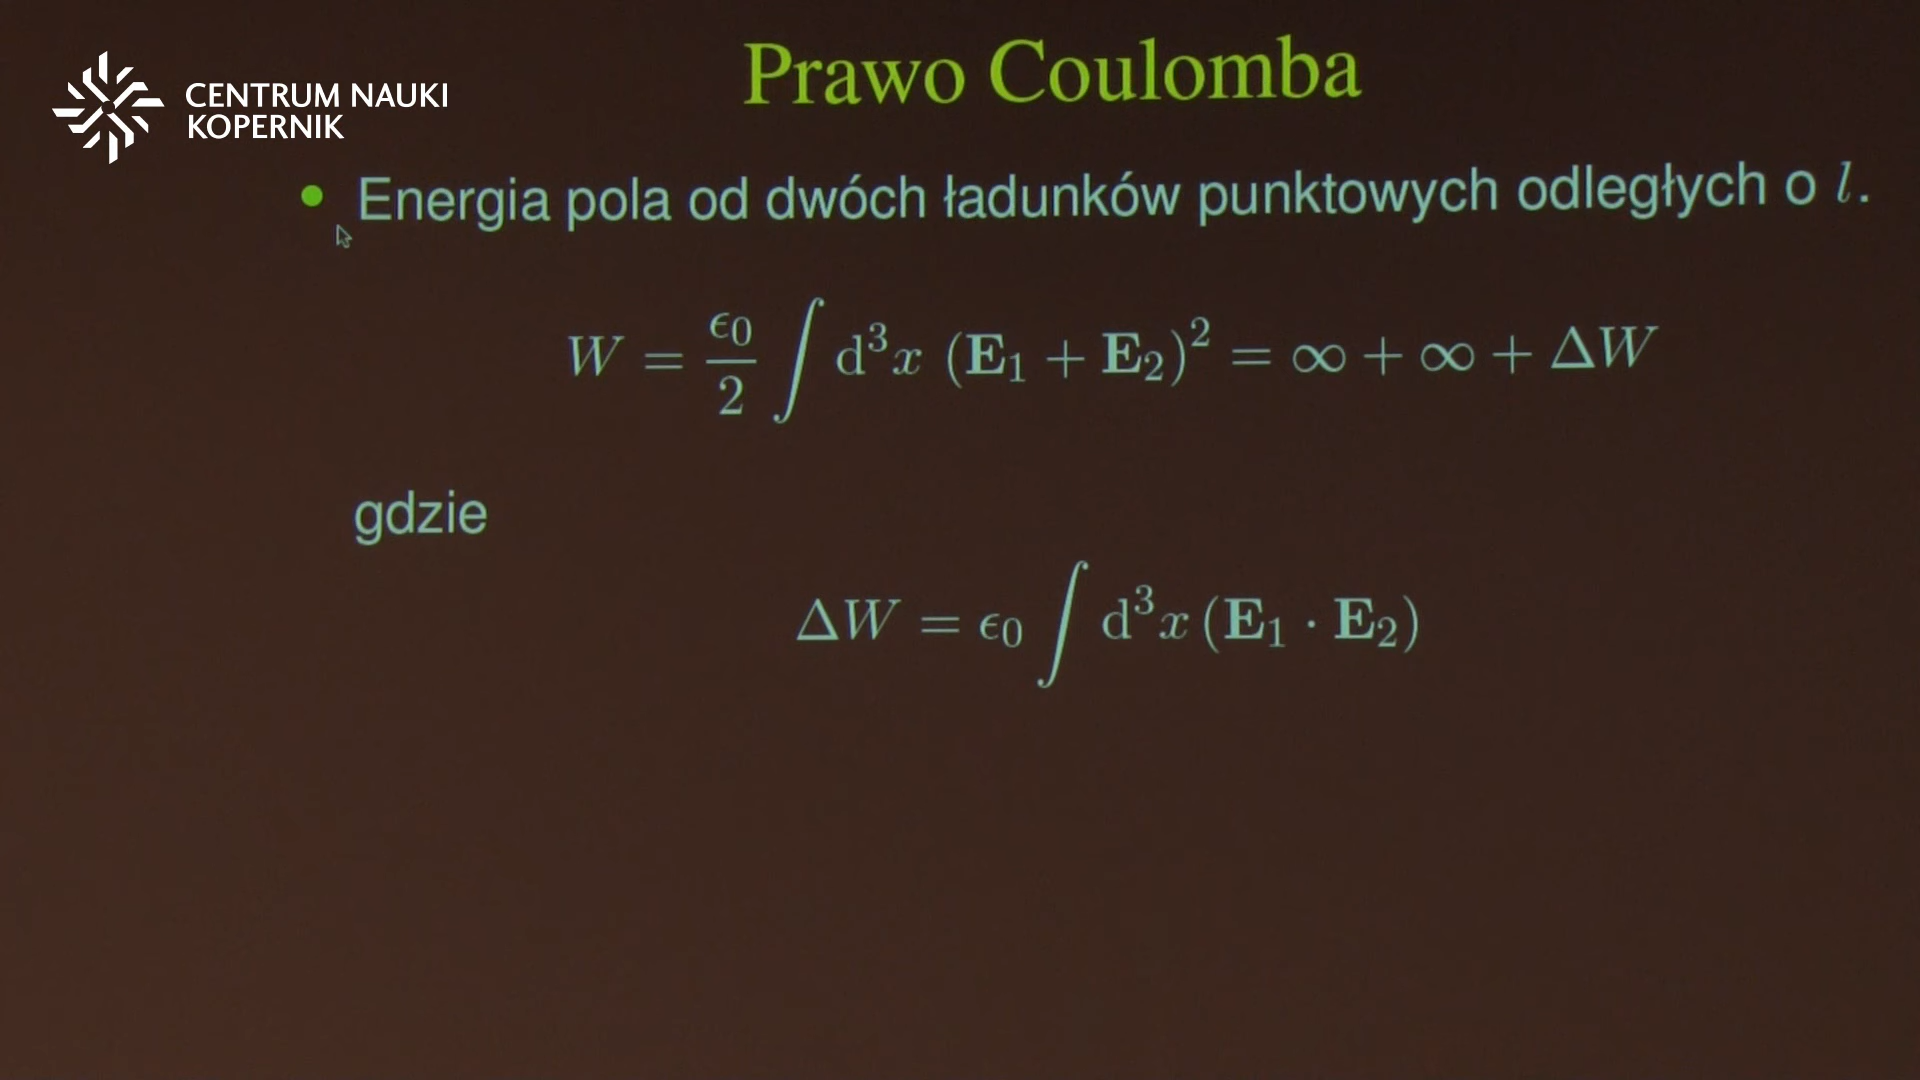 Prawo Coulomba
CENTRUM NAUKI
KOPERNIK
• Energia pola od dwóch ładunków punktowych odległych o l.
W = ϵ₀/2 ∫ d³x (E₁ + E₂)² = ∞ + ∞ + ΔW
gdzie
ΔW = ϵ₀ ∫ d³x (E₁ · E₂)